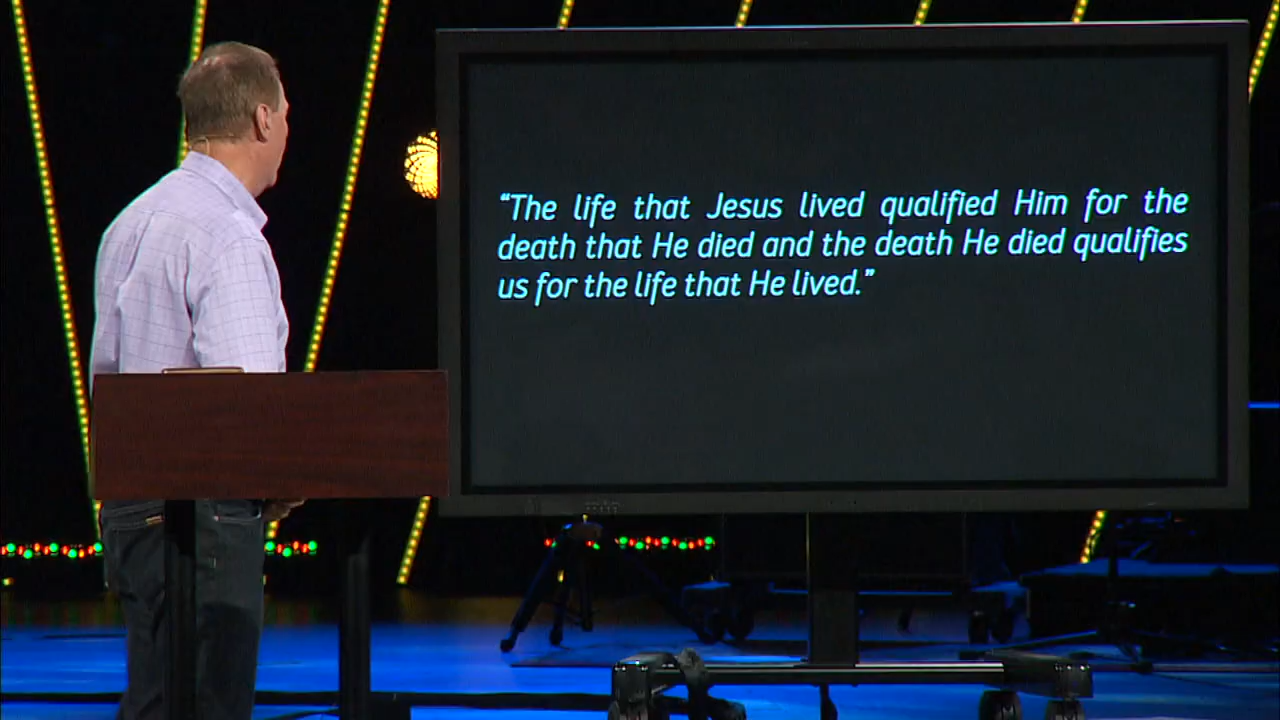 “The life that Jesus lived qualified Him for the
death that He died and the death He died qualifies
us for the life that He lived.”